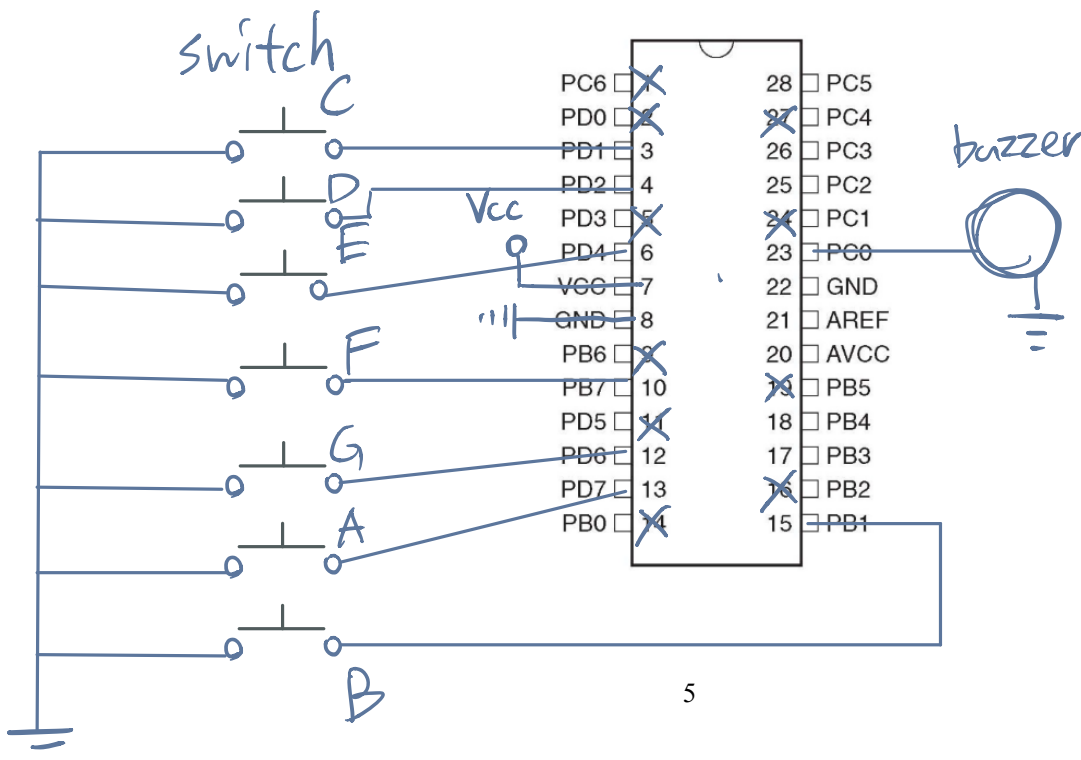 switch
C
D
E
F
G
A
B
Vcc
buzzer
PC6 1 28 PC5
PD0 2 27 PC4
PD1 3 26 PC3
PD2 4 25 PC2
PD3 5 24 PC1
PD4 6 23 PC0
VCC 7 22 GND
GND 8 21 AREF
PB6 9 20 AVCC
PB7 10 19 PB5
PD5 11 18 PB4
PD6 12 17 PB3
PD7 13 16 PB2
PB0 14 15 PB1
5